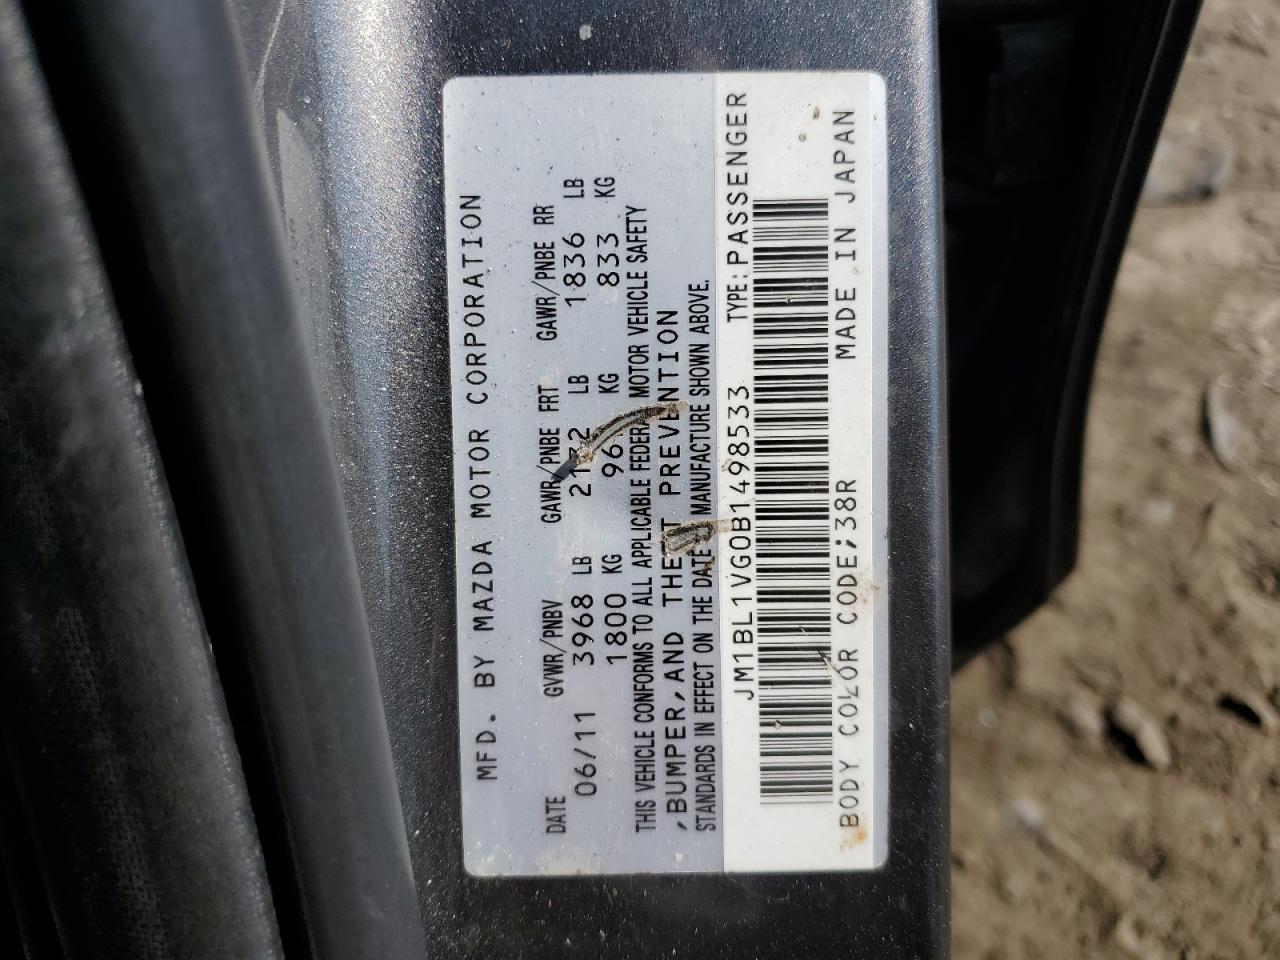 MFD. BY MAZDA MOTOR CORPORATION
DATE GVWR/PNBV GAWR/PNBE FRT GAWR/PNBE RR
06/11 3968 LB LB 1836 LB
1800 KG KG 833 KG
THIS VEHICLE CONFORMS TO ALL APPLICABLE FEDERAL MOTOR VEHICLE SAFETY
,BUMPER,AND THEFT PREVENTION
STANDARDS IN EFFECT ON THE DATE MANUFACTURE SHOWN ABOVE.
JM1BL1VG0B1498533 TYPE:PASSENGER
BODY COLOR CODE;38R MADE IN JAPAN